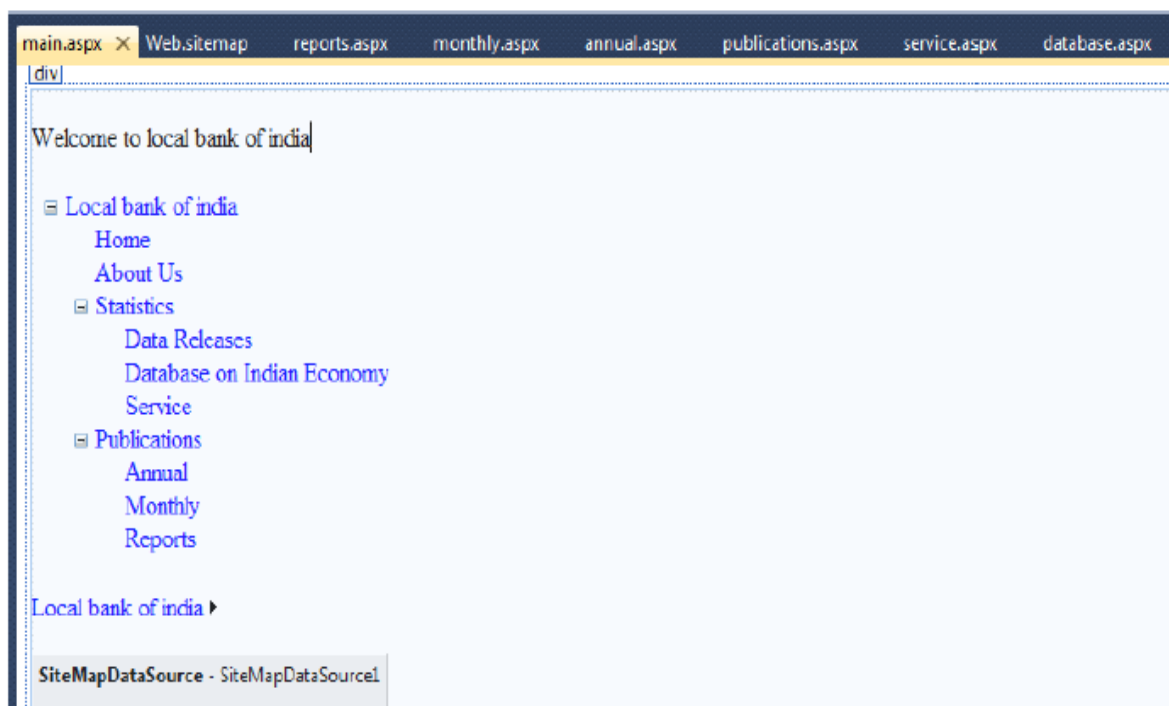 main.aspx Web.sitemap reports.aspx monthly.aspx annual.aspx publications.aspx service.aspx database.aspx
div
Welcome to local bank of india
Local bank of india
Home
About Us
Statistics
Data Releases
Database on Indian Economy
Service
Publications
Annual
Monthly
Reports
Local bank of india
SiteMapDataSource - SiteMapDataSource1